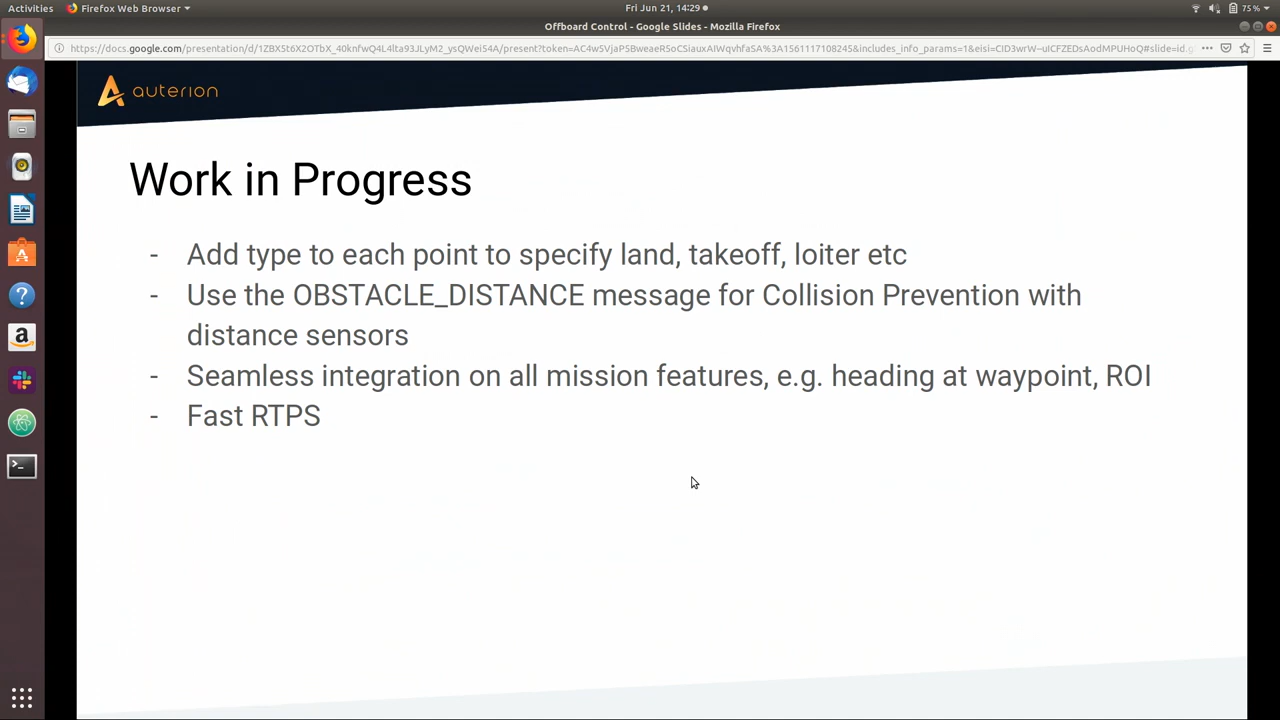 Activities
Firefox Web Browser
Fri Jun 21, 14:29
75%
Offboard Control - Google Slides - Mozilla Firefox
auterion
Work in Progress
- Add type to each point to specify land, takeoff, loiter etc
- Use the OBSTACLE_DISTANCE message for Collision Prevention with
distance sensors
- Seamless integration on all mission features, e.g. heading at waypoint, ROI
- Fast RTPS